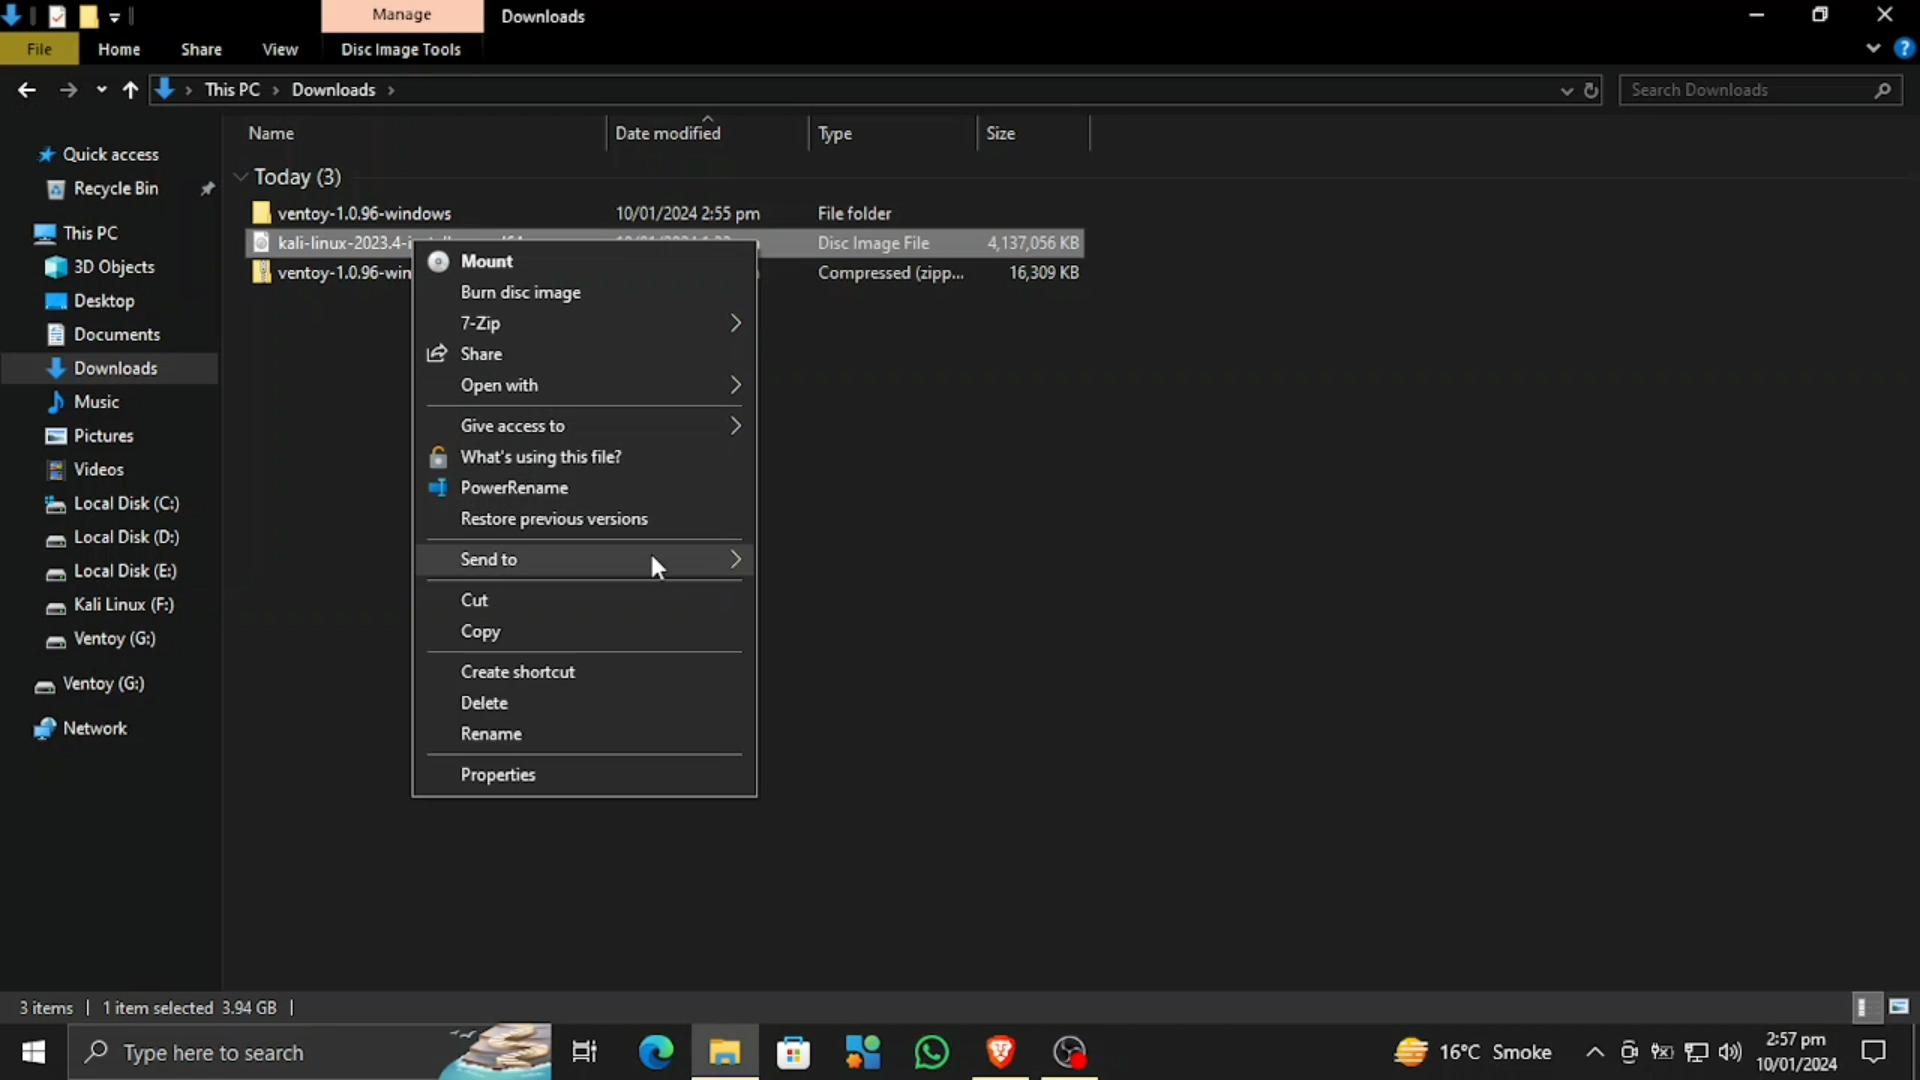 Manage
Downloads
File
Home
Share
View
Disc Image Tools
This PC
Downloads
Search Downloads
Name
Date modified
Type
Size
Quick access
Recycle Bin
This PC
3D Objects
Desktop
Documents
Downloads
Music
Pictures
Videos
Local Disk (C:)
Local Disk (D:)
Local Disk (E:)
Kali Linux (F:)
Ventoy (G:)
Ventoy (G:)
Network
Today (3)
ventoy-1.0.96-windows 10/01/2024 2:55 pm File folder
kali-linux-2023.4- Disc Image File 4,137,056 KB
ventoy-1.0.96-win Compressed (zipp... 16,309 KB
Mount
Burn disc image
7-Zip
Share
Open with
Give access to
What's using this file?
PowerRename
Restore previous versions
Send to
Cut
Copy
Create shortcut
Delete
Rename
Properties
3 items
1 item selected 3.94 GB
Type here to search
16°C Smoke
2:57 pm
10/01/2024